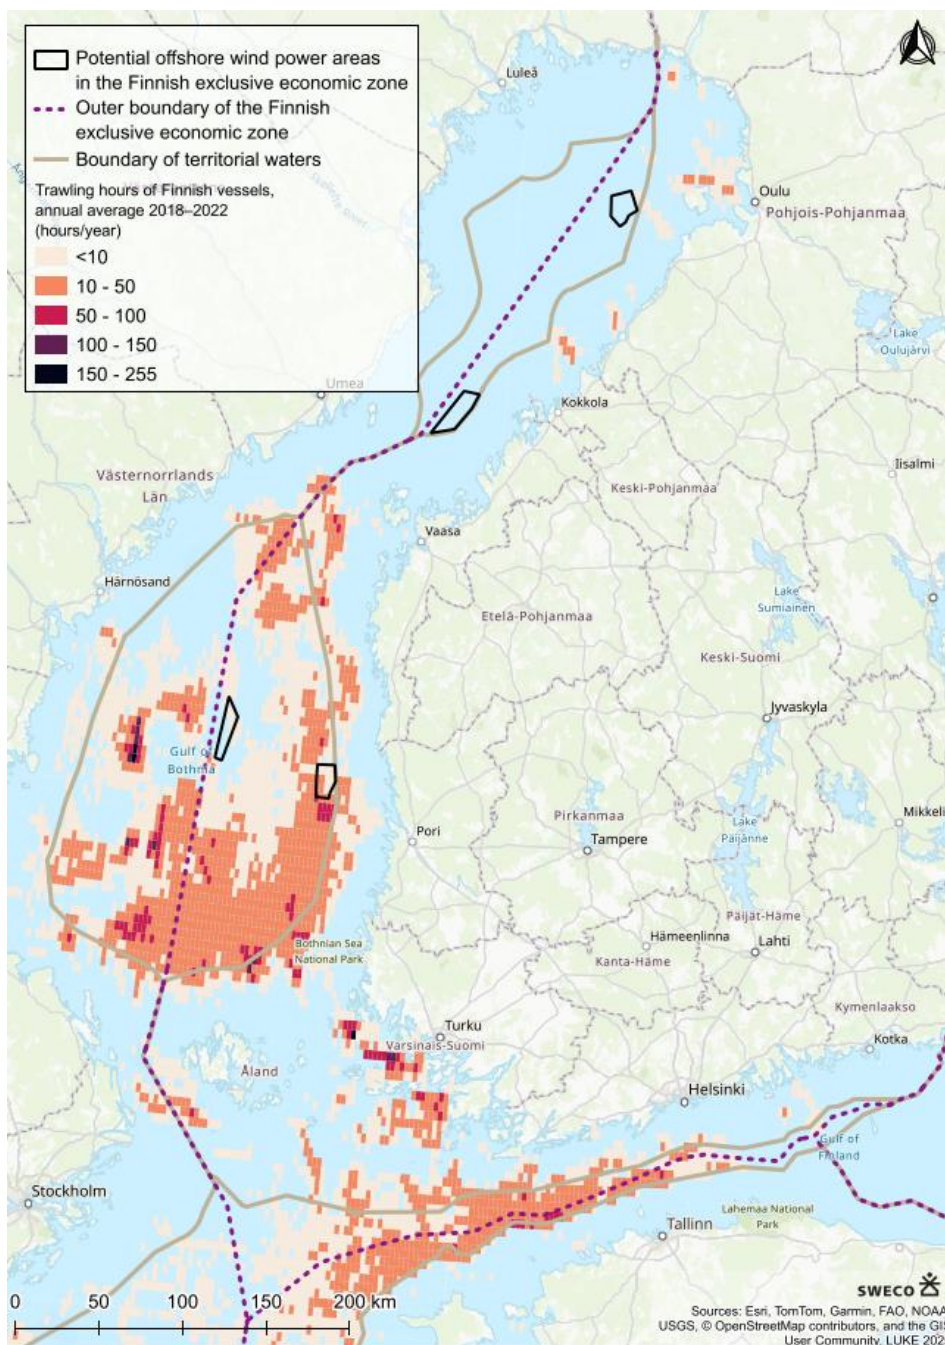 Potential offshore wind power areas
in the Finnish exclusive economic zone
Outer boundary of the Finnish
exclusive economic zone
Boundary of territorial waters
Trawling hours of Finnish vessels,
annual average 2018–2022
(hours/year)
<10
10 - 50
50 - 100
100 - 150
150 - 255
Luleå
Oulu
Pohjois-Pohjanmaa
Lake
Oulujärvi
Umeå
Kokkola
Iisalmi
Västernorrlands
Län
Keski-Pohjanmaa
Vaasa
Härnösand
Lake
Sumiainen
Etelä-Pohjanmaa
Keski-Suomi
Jyvaskyla
Gulf of
Bothnia
Pirkanmaa
Mikkeli
Pori
Tampere
Lake
Päijänne
Päijät-Häme
Hämeenlinna
Lahti
Kanta-Häme
Bothnian Sea
National Park
Kymenlaakso
Turku
Varsinais-Suomi
Kotka
Åland
Helsinki
Gulf of
Finland
Stockholm
Lahemaa National
Park
Tallinn
SWECO
0 50 100 150 200 km
Sources: Esri, TomTom, Garmin, FAO, NOAA,
USGS, © OpenStreetMap contributors, and the GIS
User Community, LUKE 202